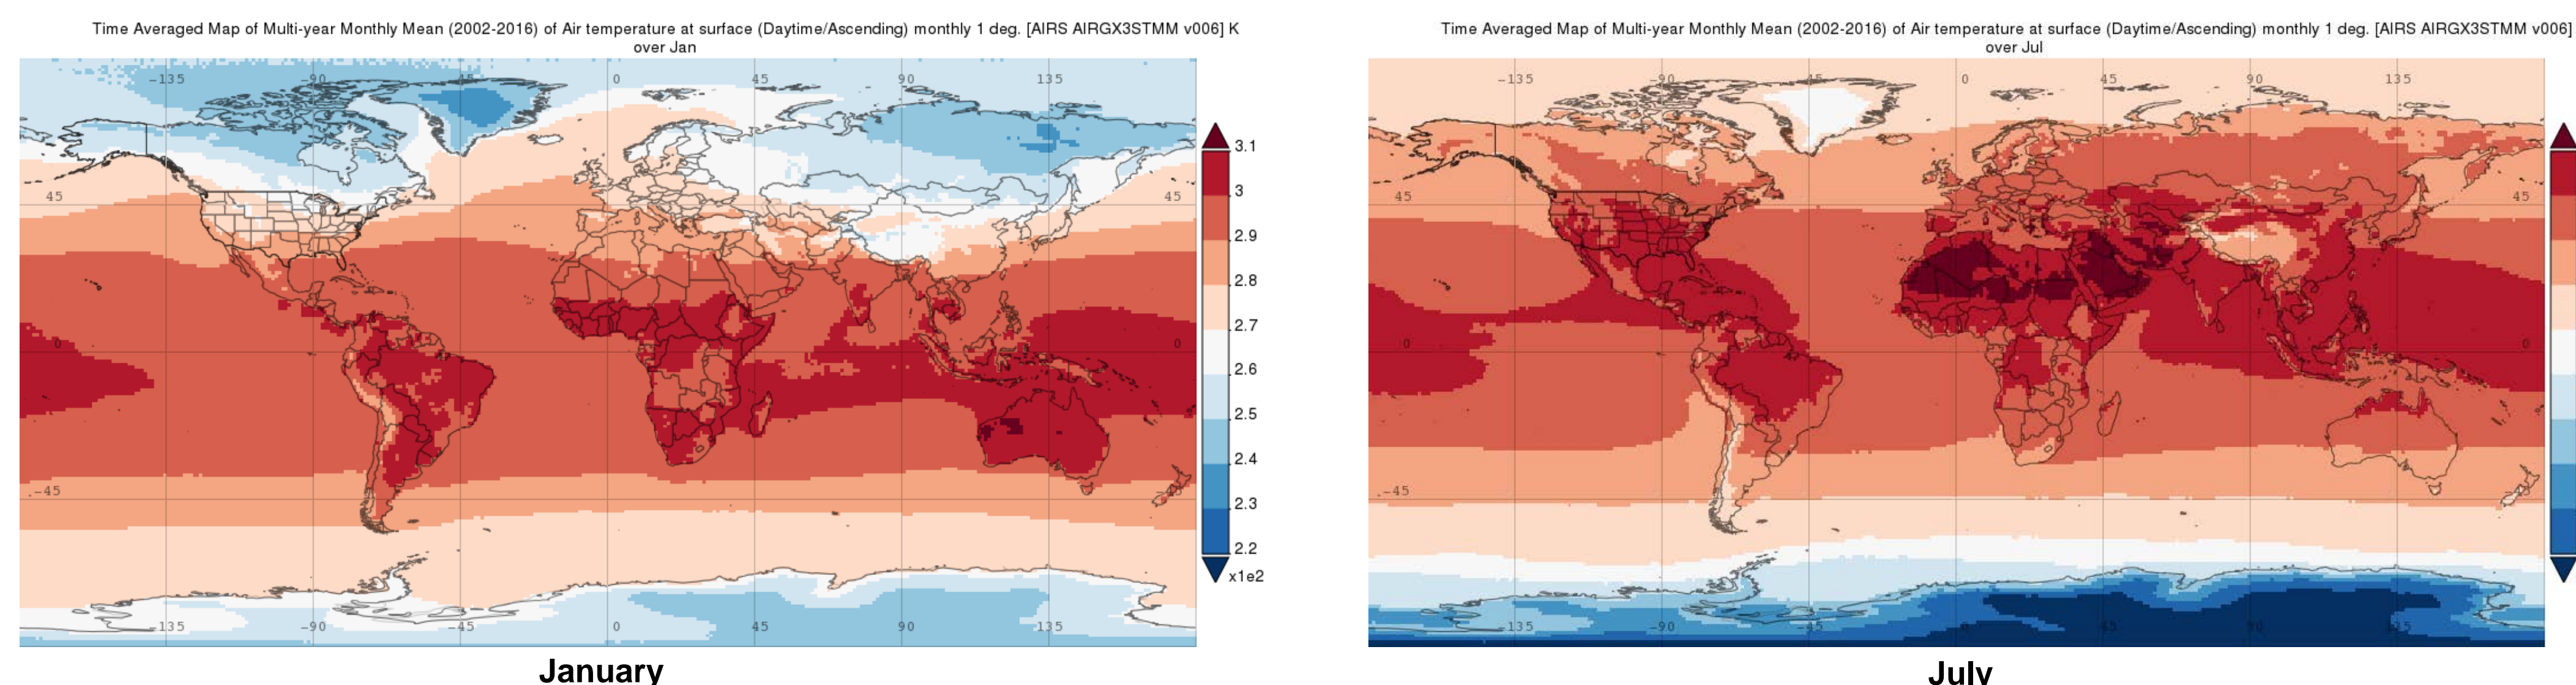 Time Averaged Map of Multi-year Monthly Mean (2002-2016) of Air temperature at surface (Daytime/Ascending) monthly 1 deg. [AIRS AIRGX3STMM v006] K
over Jan
-135 -90 -45 0 45 90 135
45 45
0 0
-45
-135 -90 -45 0 45 90 135
3.1
3
2.9
2.8
2.7
2.6
2.5
2.4
2.3
2.2
x1e2
January
Time Averaged Map of Multi-year Monthly Mean (2002-2016) of Air temperature at surface (Daytime/Ascending) monthly 1 deg. [AIRS AIRGX3STMM v006]
over Jul
-135 -90 -45 0 45 90 135
45 45
0 0
-45
-135 -90 -45 0 45 90 135
July